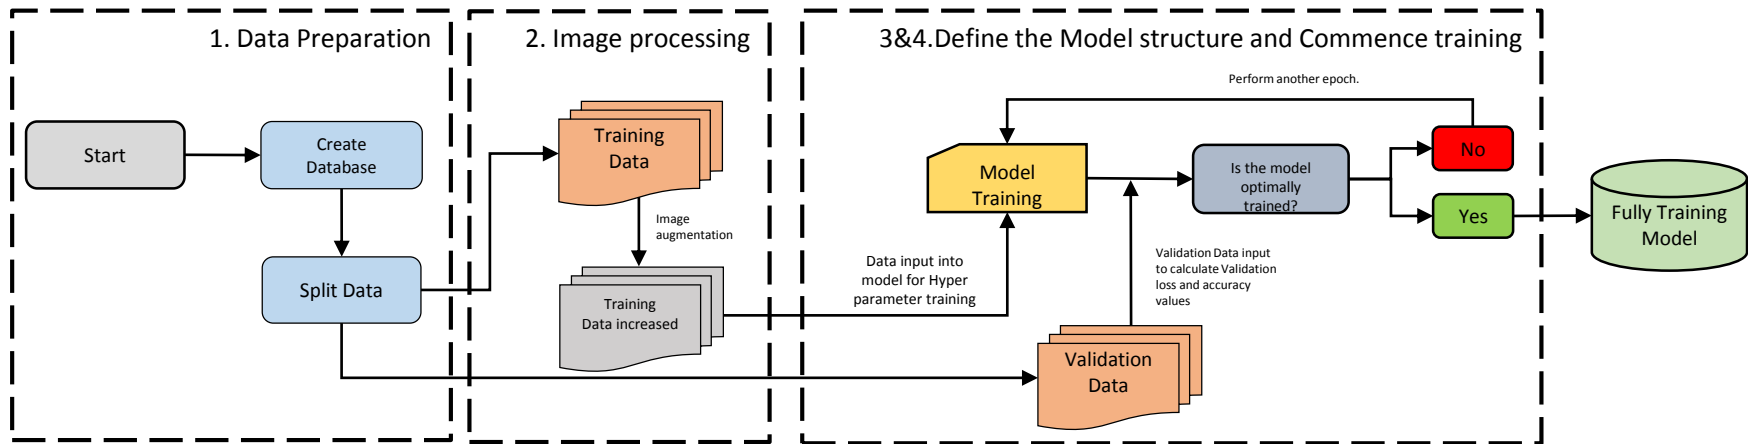 1. Data Preparation
Start
Create
Database
Split Data
2. Image processing
Training
Data
Image
augmentation
Training
Data increased
3&4.Define the Model structure and Commence training
Perform another epoch.
Model
Training
Data input into
model for Hyper
parameter training
Is the model
optimally
trained?
No
Yes
Validation Data input
to calculate Validation
loss and accuracy
values
Validation
Data
Fully Training
Model